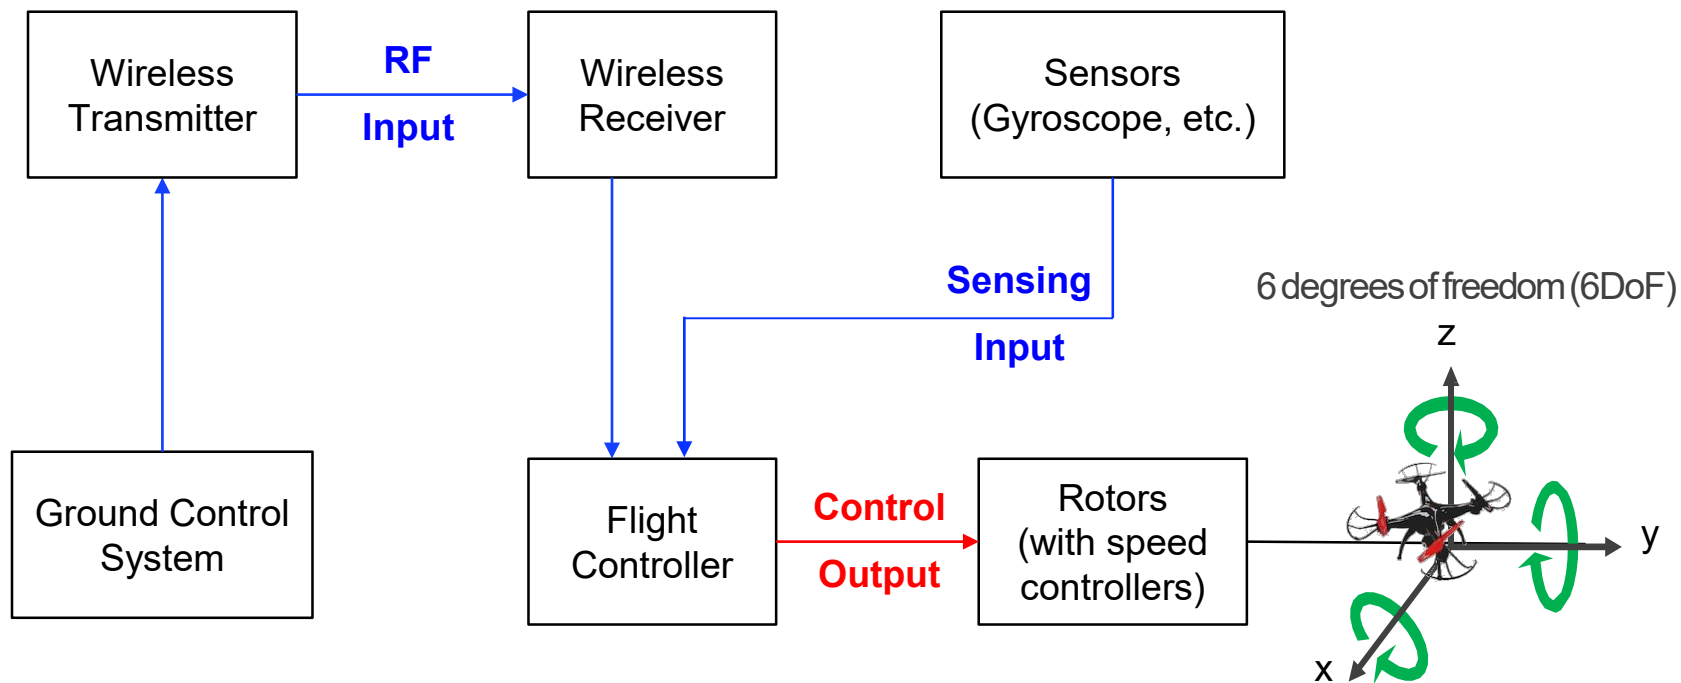 Wireless
Transmitter
RF
Input
Wireless
Receiver
Sensors
(Gyroscope, etc.)
Sensing
Input
6 degrees of freedom (6DoF)
z
Ground Control
System
Flight
Controller
Control
Output
Rotors
(with speed
controllers)
y
x